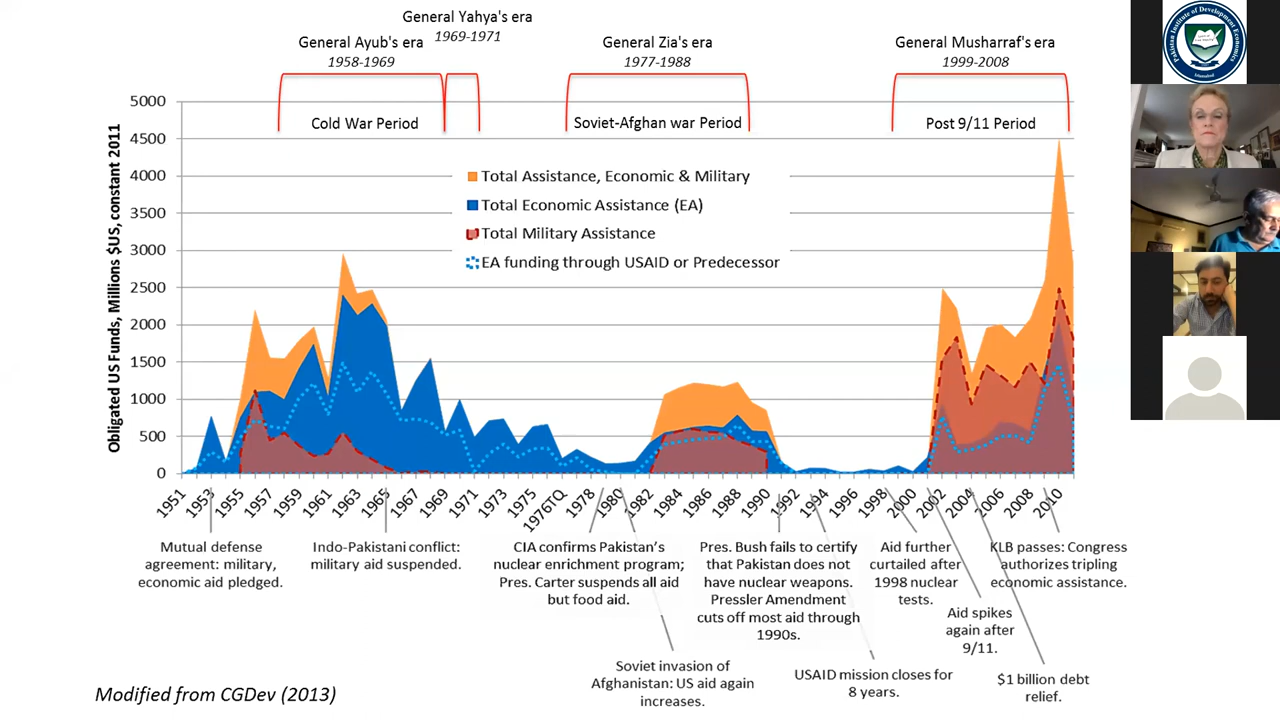 General Yahya's era
1969-1971
General Ayub's era
1958-1969
General Zia's era
1977-1988
General Musharraf's era
1999-2008
Cold War Period
Soviet-Afghan war Period
Post 9/11 Period
Obligated US Funds, Millions $US, constant 2011
5000
4500
4000
3500
3000
2500
2000
1500
1000
500
0
Total Assistance, Economic & Military
Total Economic Assistance (EA)
Total Military Assistance
EA funding through USAID or Predecessor
1951
1953
1955
1957
1959
1961
1963
1965
1967
1969
1971
1973
1975
1976TQ
1978
1980
1982
1984
1986
1988
1990
1992
1994
1996
1998
2000
2002
2004
2006
2008
2010
Mutual defense
agreement: military,
economic aid pledged.
Indo-Pakistani conflict:
military aid suspended.
CIA confirms Pakistan's
nuclear enrichment program;
Pres. Carter suspends all aid
but food aid.
Soviet invasion of
Afghanistan: US aid again
increases.
Pres. Bush fails to certify
that Pakistan does not
have nuclear weapons.
Pressler Amendment
cuts off most aid through
1990s.
USAID mission closes for
8 years.
Aid further
curtailed after
1998 nuclear
tests.
Aid spikes
again after
9/11.
KLB passes: Congress
authorizes tripling
economic assistance.
$1 billion debt
relief.
Modified from CGDev (2013)
Pakistan Institute of Development Economics
Islamabad